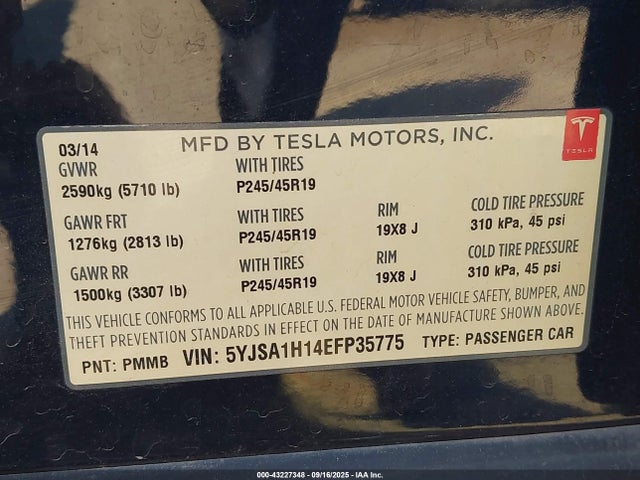 03/14
MFD BY TESLA MOTORS, INC.
TESLA
GVWR
2590kg (5710 lb)
WITH TIRES
P245/45R19
GAWR FRT
1276kg (2813 lb)
WITH TIRES
P245/45R19
RIM
19X8 J
COLD TIRE PRESSURE
310 kPa, 45 psi
GAWR RR
1500kg (3307 lb)
WITH TIRES
P245/45R19
RIM
19X8 J
COLD TIRE PRESSURE
310 kPa, 45 psi
THIS VEHICLE CONFORMS TO ALL APPLICABLE U.S. FEDERAL MOTOR VEHICLE SAFETY, BUMPER, AND
THEFT PREVENTION STANDARDS IN EFFECT ON THE DATE OF MANUFACTURE SHOWN ABOVE.
PNT: PMMB VIN: 5YJSA1H14EFP35775 TYPE: PASSENGER CAR
000-43227348 - 09/16/2025 - IAA Inc.